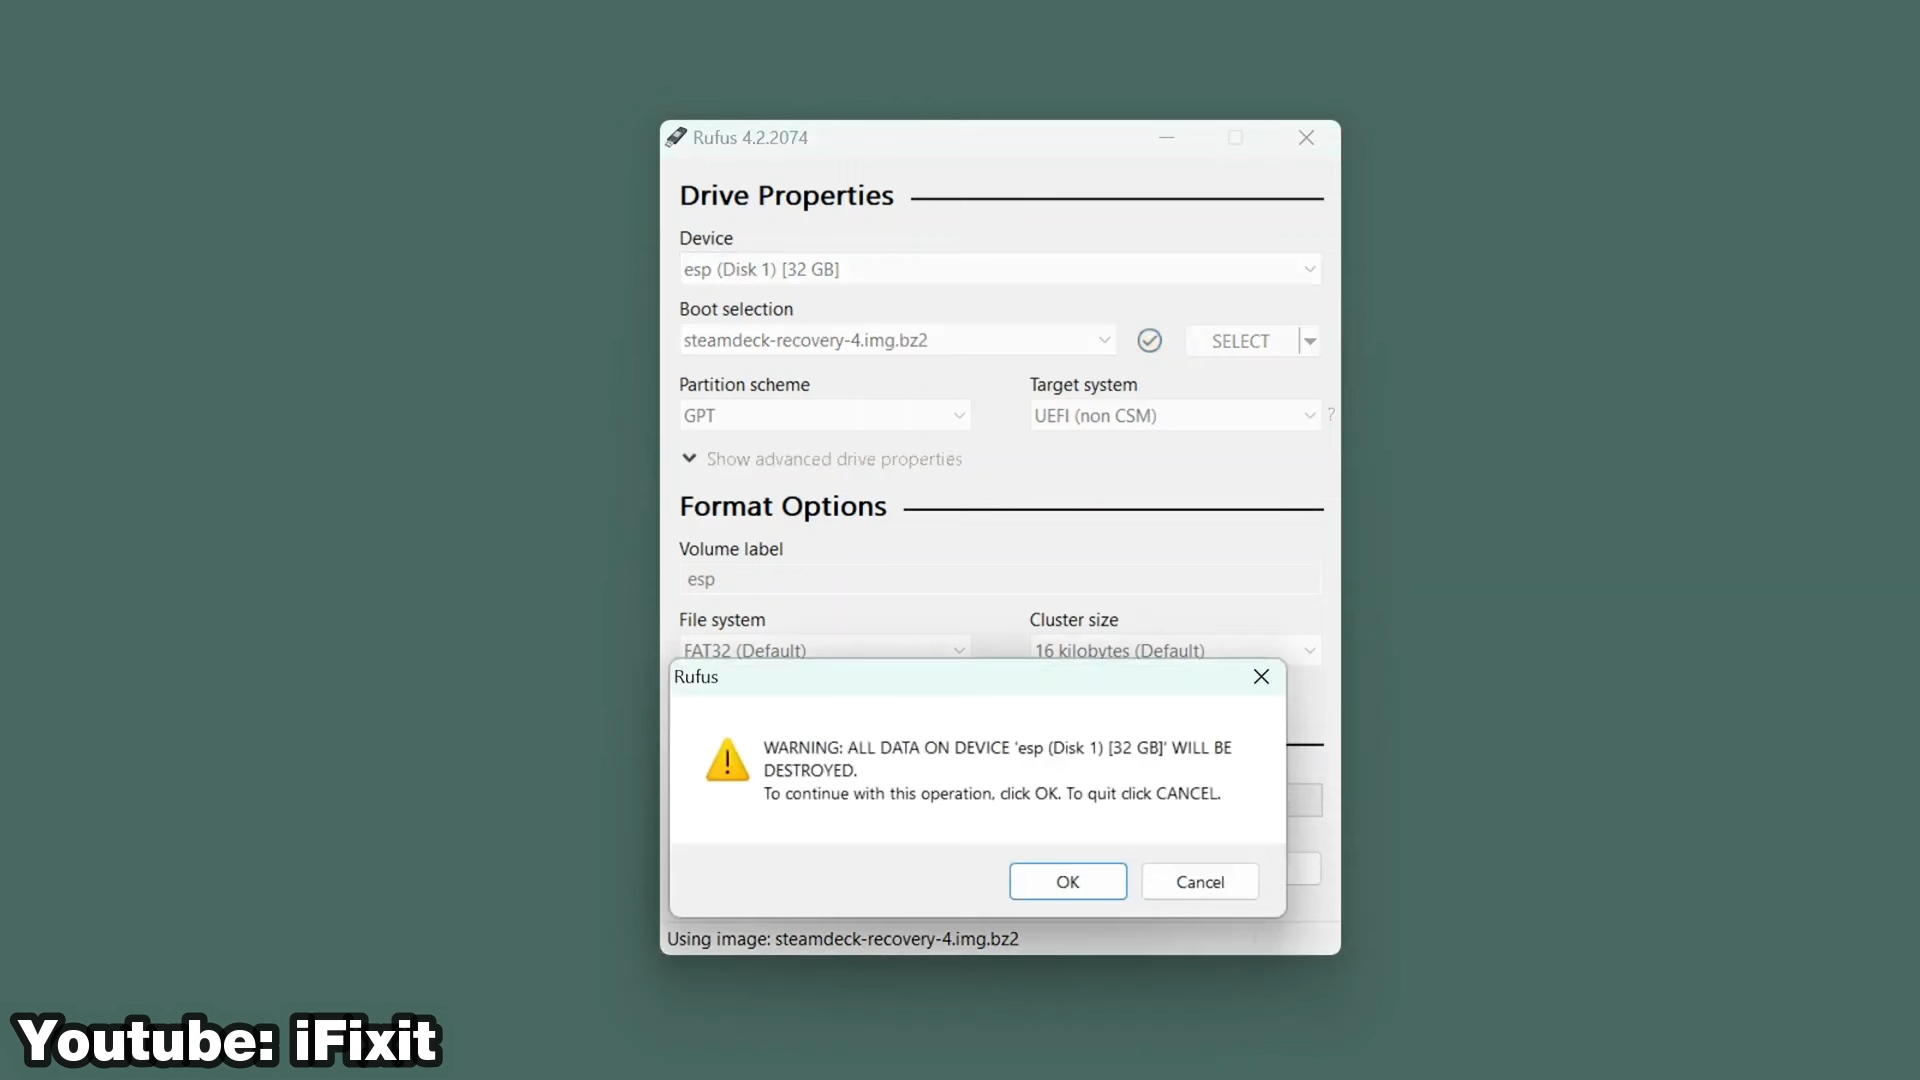 Rufus 4.2.2074
Drive Properties
Device
esp (Disk 1) [32 GB]
Boot selection
steamdeck-recovery-4.img.bz2
SELECT
Partition scheme
Target system
GPT
UEFI (non CSM)
?
Show advanced drive properties
Format Options
Volume label
esp
File system
Cluster size
FAT32 (Default)
16 kilobytes (Default)
Rufus
WARNING: ALL DATA ON DEVICE 'esp (Disk 1) [32 GB]' WILL BE
DESTROYED.
To continue with this operation, click OK. To quit click CANCEL.
OK
Cancel
Using image: steamdeck-recovery-4.img.bz2
Youtube: iFixit